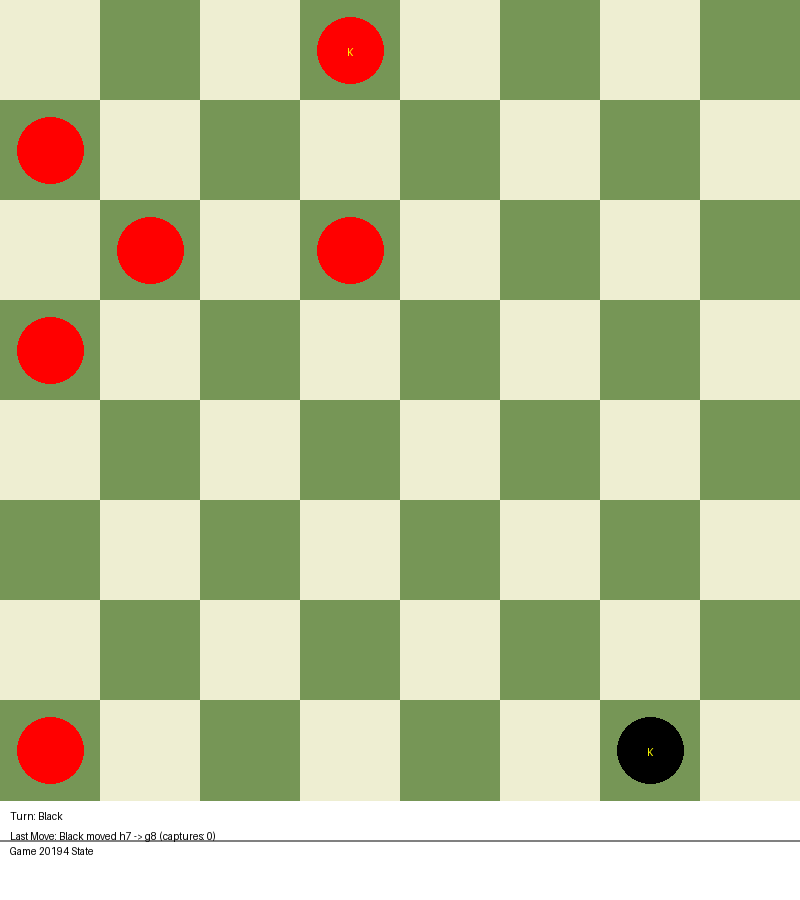 K
K
Turn: Black
Last Move: Black moved h7 -> g8 (captures: 0)
Game 20194 State